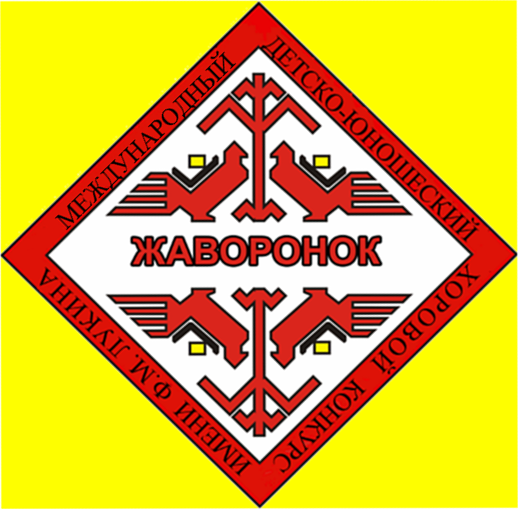 МЕЖДУНАРОДНЫЙ
ДЕТСКО-ЮНОШЕСКИЙ
ХОРОВОЙ КОНКУРС
ИМЕНИ Ф.М. ЛУКИНА
ЖАВОРОНОК